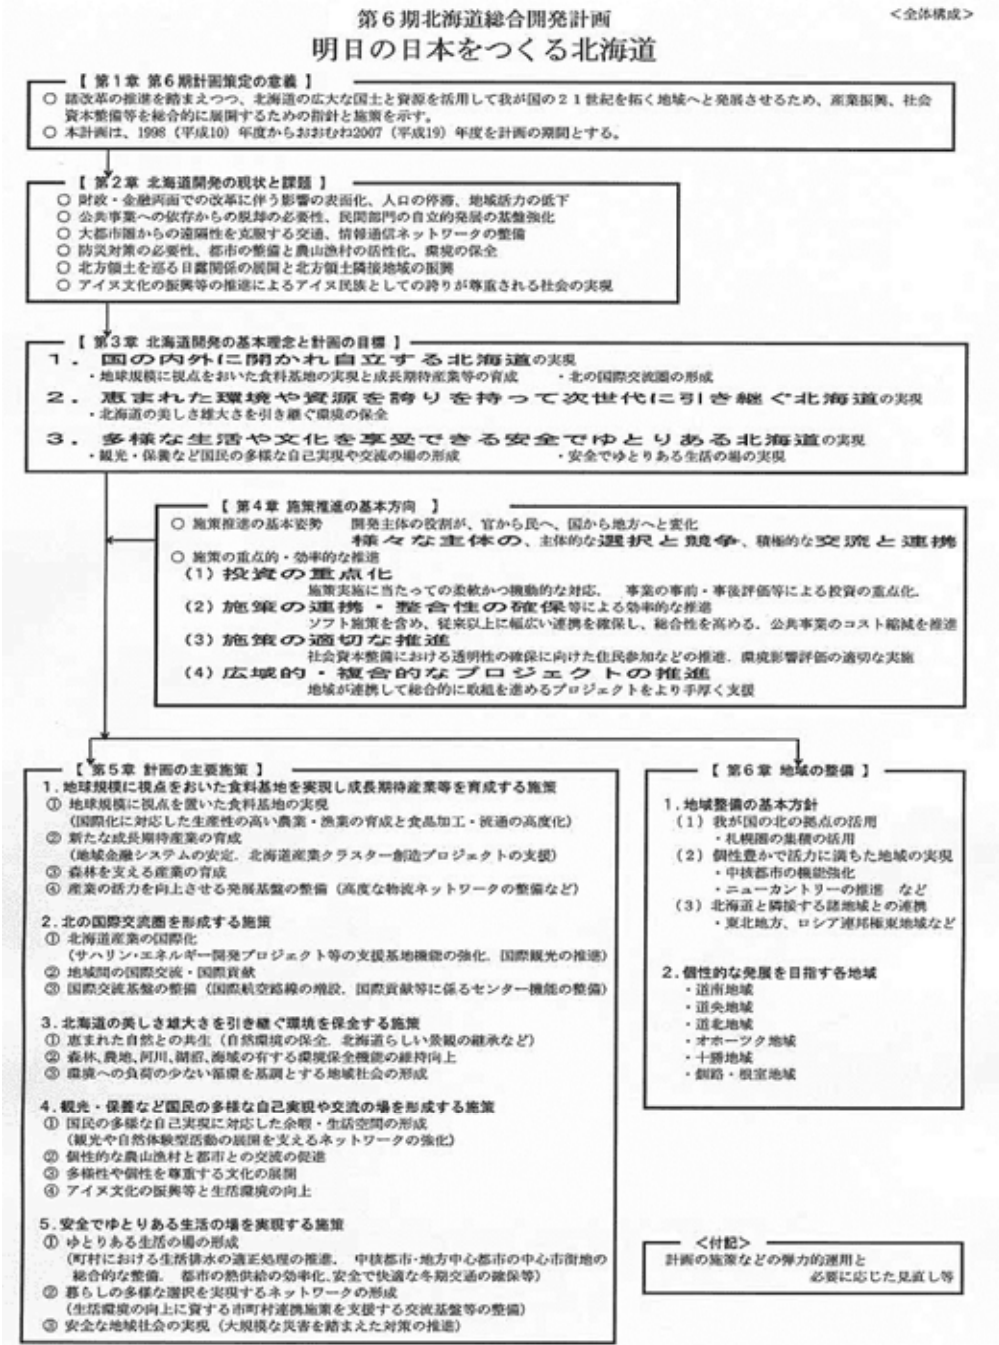 ＜全体構成＞
第６期北海道総合開発計画
明日の日本をつくる北海道
【 第１章 第６期計画策定の意義 】
○ 諸改革の推進を踏まえつつ、北海道の広大な国土と資源を活用して我が国の２１世紀を拓く地域へと発展させるため、産業振興、社会
資本整備等を総合的に展開するための指針と施策を示す。
○ 本計画は、1998（平成10）年度からおおむね2007（平成19）年度を計画の期間とする。
【 第２章 北海道開発の現状と課題 】
○ 財政・金融両面での改革に伴う影響の表面化、人口の停滞、地域活力の低下
○ 公共事業への依存からの脱却の必要性、民間部門の自立的発展の基盤強化
○ 大都市圏からの遠隔性を克服する交通、情報通信ネットワークの整備
○ 防災対策の必要性、都市の整備と農山漁村の活性化、環境の保全
○ 北方領土を巡る日露関係の展開と北方領土隣接地域の振興
○ アイヌ文化の振興等の推進によるアイヌ民族としての誇りが尊重される社会の実現
【 第３章 北海道開発の基本理念と計画の目標 】
１．国の内外に開かれ自立する北海道の実現
・地球規模に視点をおいた食料基地の実現と成長期待産業等の育成 ・北の国際交流圏の形成
２．恵まれた環境や資源を誇りを持って次世代に引き継ぐ北海道の実現
・北海道の美しさ雄大さを引き継ぐ環境の保全
３．多様な生活や文化を享受できる安全でゆとりある北海道の実現
・観光・保養など国民の多様な自己実現や交流の場の形成 ・安全でゆとりある生活の場の実現
【 第４章 施策推進の基本方向 】
○ 施策推進の基本姿勢 開発主体の役割が、官から民へ、国から地方へと変化
様々な主体の、主体的な選択と競争、積極的な交流と連携
○ 施策の重点的・効率的な推進
(１) 投資の重点化
施策実施に当たっての柔軟かつ機動的な対応． 事業の事前・事後評価等による投資の重点化．
(２) 施策の連携・整合性の確保等による効率的な推進
ソフト施策を含め、従来以上に幅広い連携を確保し、総合性を高める．公共事業のコスト縮減を推進
(３) 施策の適切な推進
社会資本整備における透明性の確保に向けた住民参加などの推進．環境影響評価の適切な実施
(４) 広域的・複合的なプロジェクトの推進
地域が連携して総合的に取組を進めるプロジェクトをより手厚く支援
【 第５章 計画の主要施策 】
１．地球規模に視点をおいた食料基地を実現し成長期待産業等を育成する施策
① 地球規模に視点を置いた食料基地の実現
(国際化に対応した生産性の高い農業・漁業の育成と食品加工・流通の高度化)
② 新たな成長期待産業の育成
(地域金融システムの安定．北海道産業クラスター創造プロジェクトの支援)
③ 森林を支える産業の育成
④ 産業の活力を向上させる発展基盤の整備（高度な物流ネットワークの整備など）
２．北の国際交流圏を形成する施策
① 北海道産業の国際化
(サハリン・エネルギー開発プロジェクト等の支援基地機能の強化．国際観光の推進)
② 地域間の国際交流・国際貢献
③ 国際交流基盤の整備（国際航空路線の増設．国際貢献等に係るセンター機能の整備）
３．北海道の美しさ雄大さを引き継ぐ環境を保全する施策
① 恵まれた自然との共生（自然環境の保全．北海道らしい景観の継承など）
② 森林、農地、河川、湖沼、海域の有する環境保全機能の維持向上
③ 環境への負荷の少ない循環を基調とする地域社会の形成
４．観光・保養など国民の多様な自己実現や交流の場を形成する施策
① 国民の多様な自己実現に対応した余暇・生活空間の形成
(観光や自然体験型活動の展開を支えるネットワークの強化)
② 個性的な農山漁村と都市との交流の促進
③ 多様性や個性を尊重する文化の展開
④ アイヌ文化の振興等と生活環境の向上
５．安全でゆとりある生活の場を実現する施策
① ゆとりある生活の場の形成
(町村における生活排水の適正処理の推進． 中核都市・地方中心都市の中心市街地の
総合的な整備． 都市の熱供給の効率化、安全で快適な冬期交通の確保等)
② 暮らしの多様な選択を実現するネットワークの形成
(生活環境の向上に資する市町村連携施策を支援する交流基盤等の整備)
③ 安全な地域社会の実現（大規模な災害を踏まえた対策の推進）
【 第６章 地域の整備 】
１．地域整備の基本方針
（１）我が国の北の拠点の活用
・札幌圏の集積の活用
（２）個性豊かで活力に満ちた地域の実現
・中核都市の機能強化
・ニューカントリーの推進 など
（３）北海道と隣接する諸地域との連携
・東北地方、ロシア連邦極東地域など
２．個性的な発展を目指す各地域
・道南地域
・道央地域
・道北地域
・オホーツク地域
・十勝地域
・釧路・根室地域
＜付記＞
計画の施策などの弾力的運用と
必要に応じた見直し等